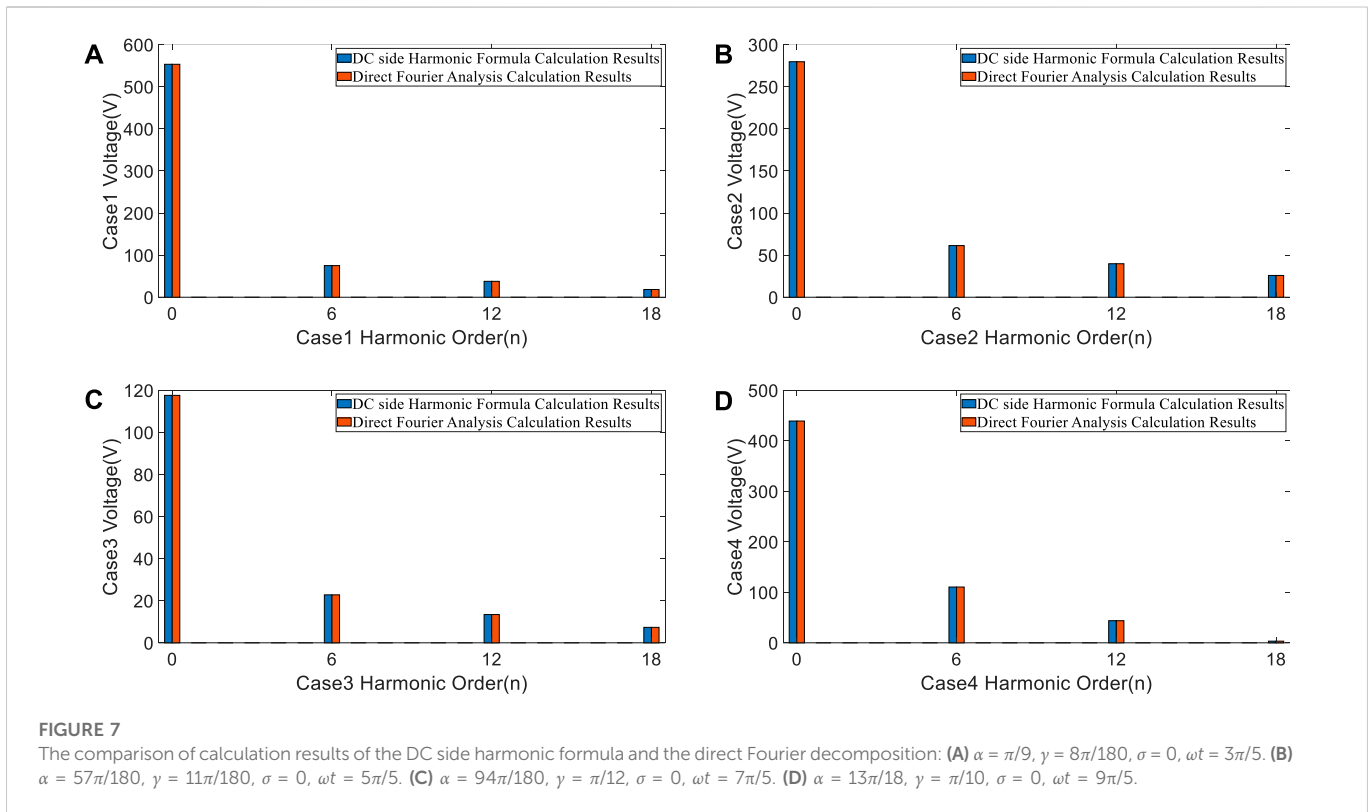 A
600
500
400
300
200
100
0
Case1 Voltage(V)
DC side Harmonic Formula Calculation Results
Direct Fourier Analysis Calculation Results
0 6 12 18
Case1 Harmonic Order(n)
B
300
250
200
150
100
50
0
Case2 Voltage(V)
DC side Harmonic Formula Calculation Results
Direct Fourier Analysis Calculation Results
0 6 12 18
Case2 Harmonic Order(n)
C
120
100
80
60
40
20
0
Case3 Voltage(V)
DC side Harmonic Formula Calculation Results
Direct Fourier Analysis Calculation Results
0 6 12 18
Case3 Harmonic Order(n)
D
500
400
300
200
100
0
Case4 Voltage(V)
DC side Harmonic Formula Calculation Results
Direct Fourier Analysis Calculation Results
0 6 12 18
Case4 Harmonic Order(n)
FIGURE 7
The comparison of calculation results of the DC side harmonic formula and the direct Fourier decomposition: (A) α = π/9, γ = 8π/180, σ = 0, ωt = 3π/5. (B)
α = 57π/180, γ = 11π/180, σ = 0, ωt = 5π/5. (C) α = 94π/180, γ = π/12, σ = 0, ωt = 7π/5. (D) α = 13π/18, γ = π/10, σ = 0, ωt = 9π/5.